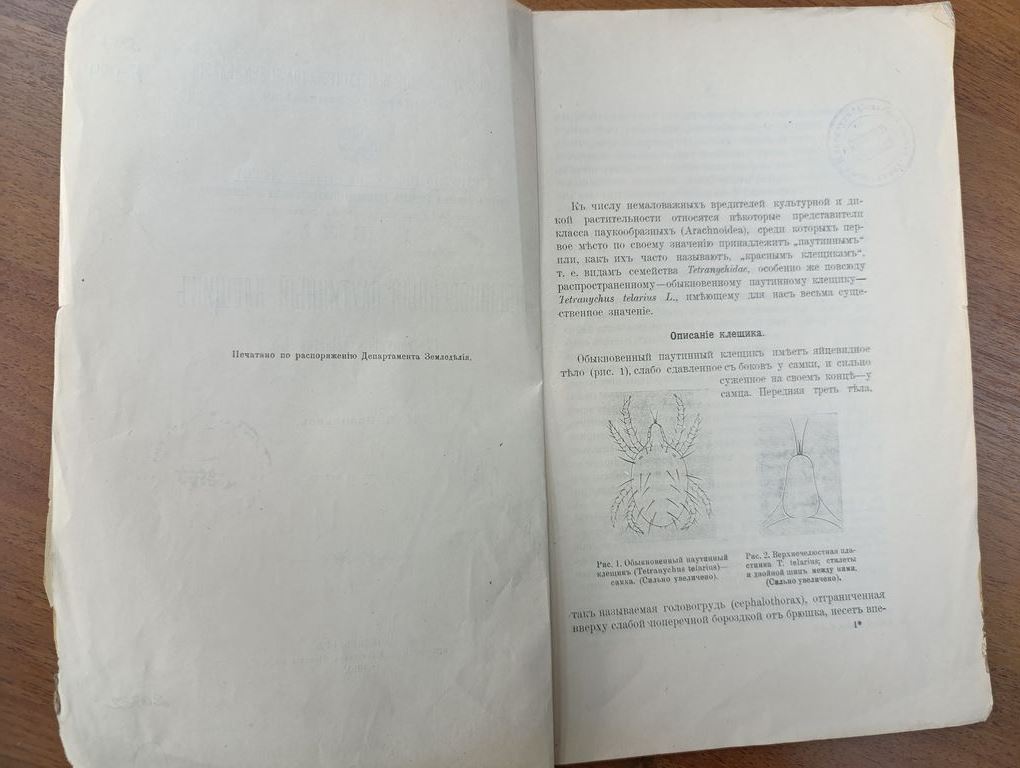 Печатано по распоряженію Департамента Земледѣлія.
Къ числу немаловажныхъ вредителей культурной и ди-
кой растительности относятся нѣкоторые представители
класса паукообразныхъ (Arachnoidea), среди которыхъ пер-
вое мѣсто по своему значенію принадлежитъ „паутиннымъ“
или, какъ ихъ часто называютъ, „краснымъ клещикамъ“,
т. е. видамъ семейства Tetranychidae, особенно же повсюду
распространенному—обыкновенному паутинному клещику—
Tetranychus telarius L., имѣющему для насъ весьма суще-
ственное значеніе.
Описаніе клещика.
Обыкновенный паутинный клещикъ имѣетъ яйцевидное
тѣло (рис. 1), слабо сдавленное съ боковъ у самки, и сильно
суженное на своемъ концѣ—у
самца. Передняя треть тѣла,
Рис. 1. Обыкновенный паутинный
клещикъ (Tetranychus telarius)—
самка. (Сильно увеличено).
Рис. 2. Верхнечелюстная пла-
стинка T. telarius; стилеты
и двойной шипъ между ними.
(Сильно увеличено).
такъ называемая головогрудь (cephalothorax), отграниченная
вверху слабой поперечной бороздкой отъ брюшка, несетъ впе-
1*